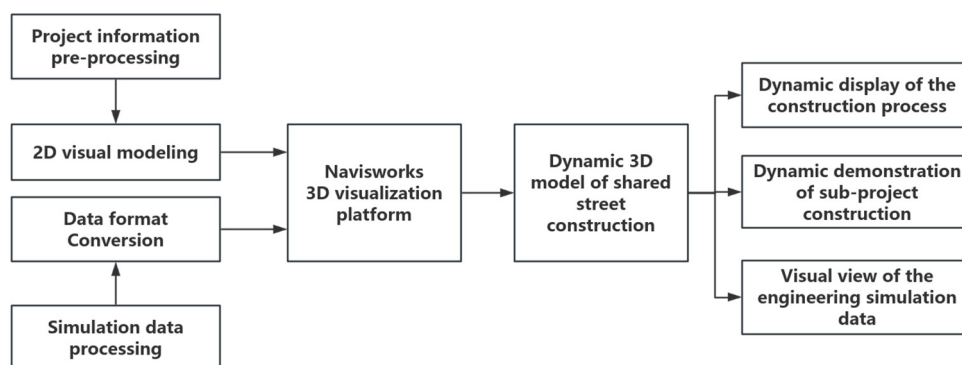 Project information
pre-processing
2D visual modeling
Data format
Conversion
Simulation data
processing
Navisworks
3D visualization
platform
Dynamic 3D
model of shared
street
construction
Dynamic display of the
construction process
Dynamic demonstration
of sub-project
construction
Visual view of the
engineering simulation
data